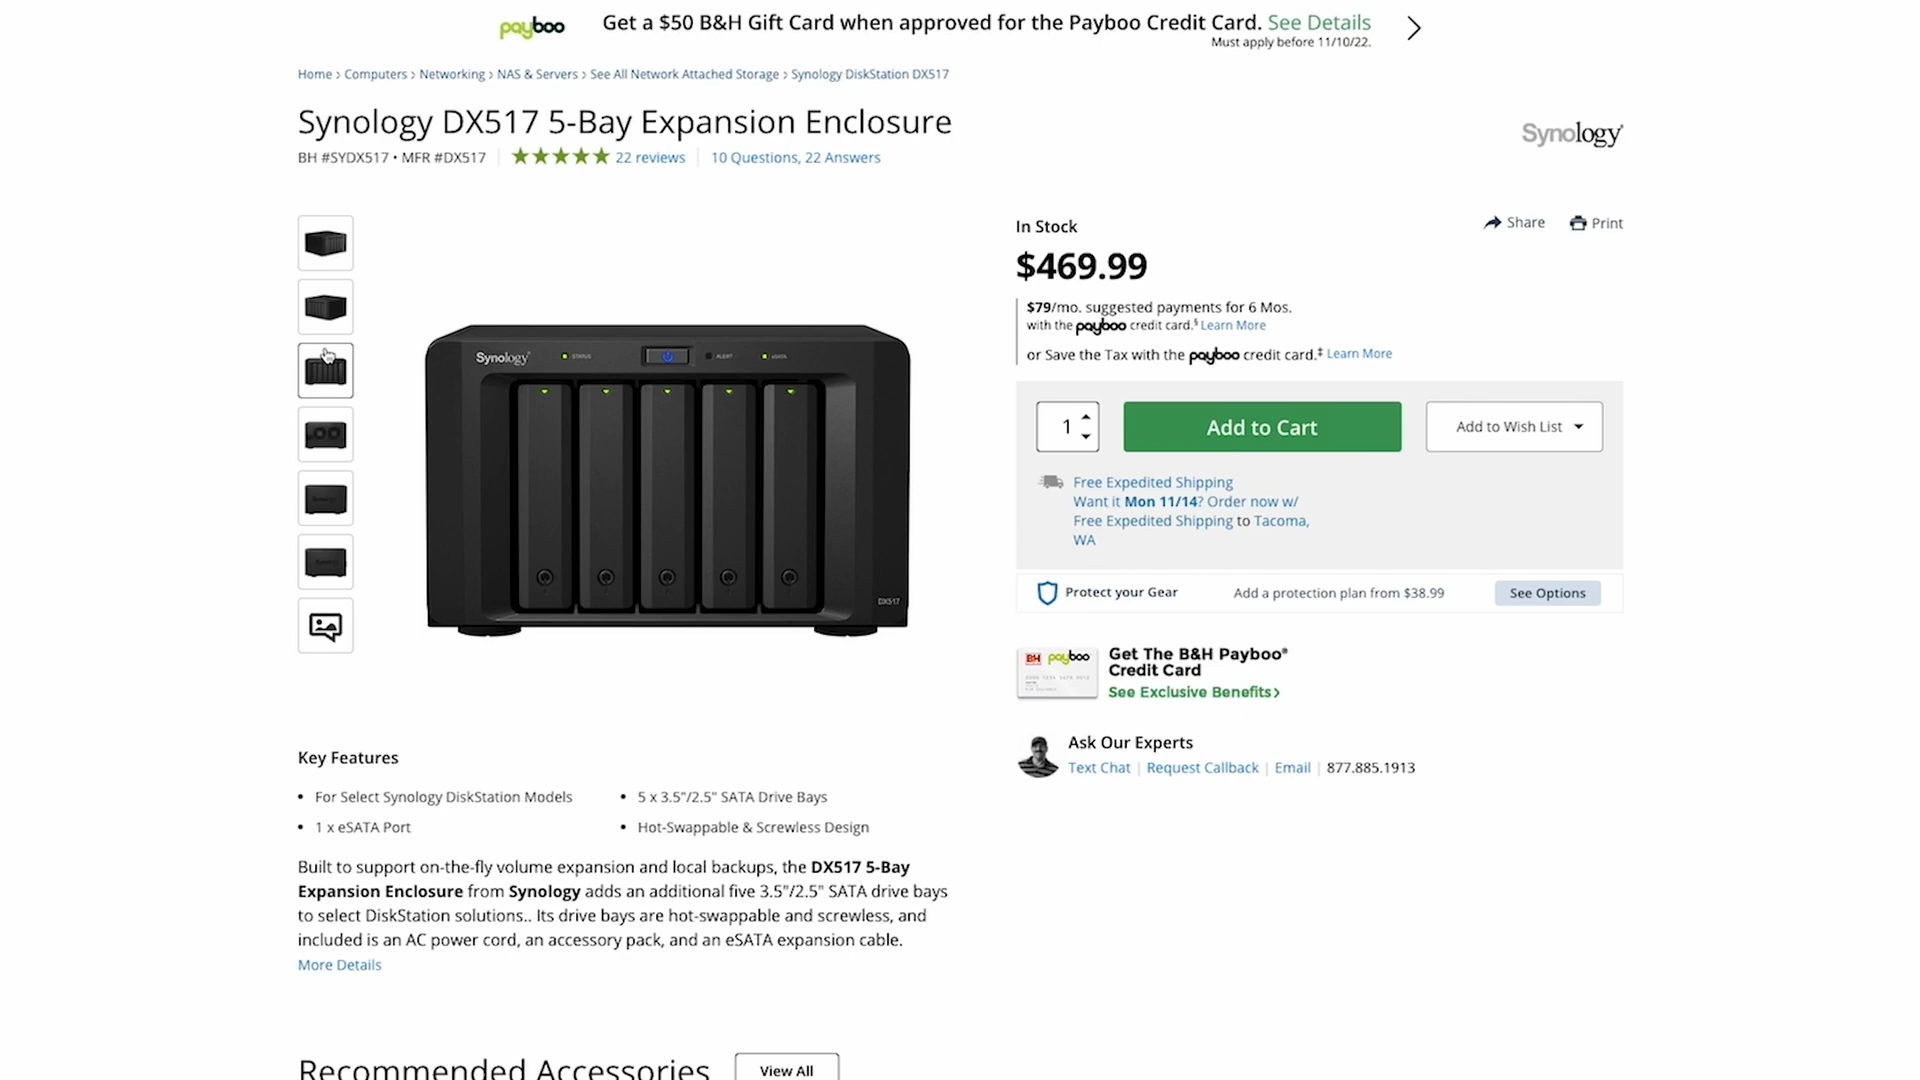 payboo
Get a $50 B&H Gift Card when approved for the Payboo Credit Card. See Details
Must apply before 11/10/22.
Home › Computers › Networking › NAS & Servers › See All Network Attached Storage › Synology DiskStation DX517
Synology DX517 5-Bay Expansion Enclosure
BH #SYDX517 • MFR #DX517
22 reviews
10 Questions, 22 Answers
Synology
Synology
STATUS
ALERT
eSATA
DX517
In Stock
Share
Print
$469.99
$79/mo. suggested payments for 6 Mos.
with the payboo credit card.§ Learn More
or Save the Tax with the payboo credit card.‡ Learn More
1
Add to Cart
Add to Wish List
Free Expedited Shipping
Want it Mon 11/14? Order now w/
Free Expedited Shipping to Tacoma,
WA
Protect your Gear
Add a protection plan from $38.99
See Options
BH payboo
Get The B&H Payboo®
Credit Card
See Exclusive Benefits›
Ask Our Experts
Text Chat | Request Callback | Email | 877.885.1913
Key Features
• For Select Synology DiskStation Models
• 5 x 3.5"/2.5" SATA Drive Bays
• 1 x eSATA Port
• Hot-Swappable & Screwless Design
Built to support on-the-fly volume expansion and local backups, the DX517 5-Bay
Expansion Enclosure from Synology adds an additional five 3.5"/2.5" SATA drive bays
to select DiskStation solutions.. Its drive bays are hot-swappable and screwless, and
included is an AC power cord, an accessory pack, and an eSATA expansion cable.
More Details
Recommended Accessories
View All